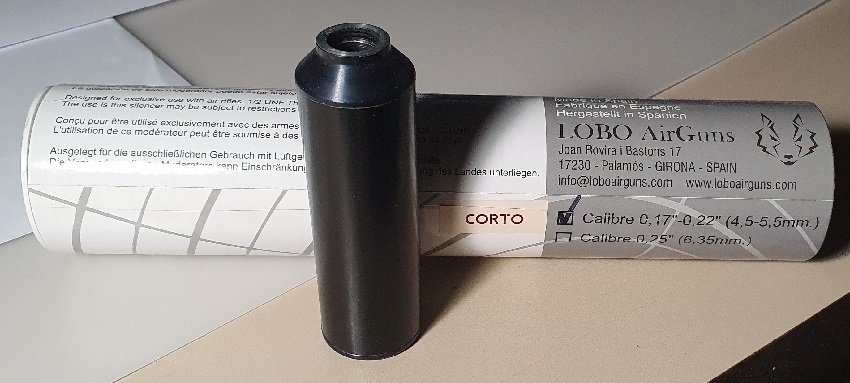 Designed for exclusive use with air rifles. 1/2 UNF
The use is this silencer may be subject to restrictions
Conçu pour être utilisé exclusivement avec des armes
L'utilisation de ce modérateur peut être soumise à des
Ausgelegt für die ausschließlichen Gebrauch mit Luftge
des Landes unterliegen.
Made in Spain
Fabriqué en Espagne
Hergestellt in Spanien
LOBO AirGuns
Joan Rovira i Bastons 17
17230 - Palamós - GIRONA - SPAIN
info@loboairguns.com www.loboairguns.com
CORTO
Calibre 0,17"-0,22" (4,5-5,5mm.)
Calibre 0,25" (6,35mm.)